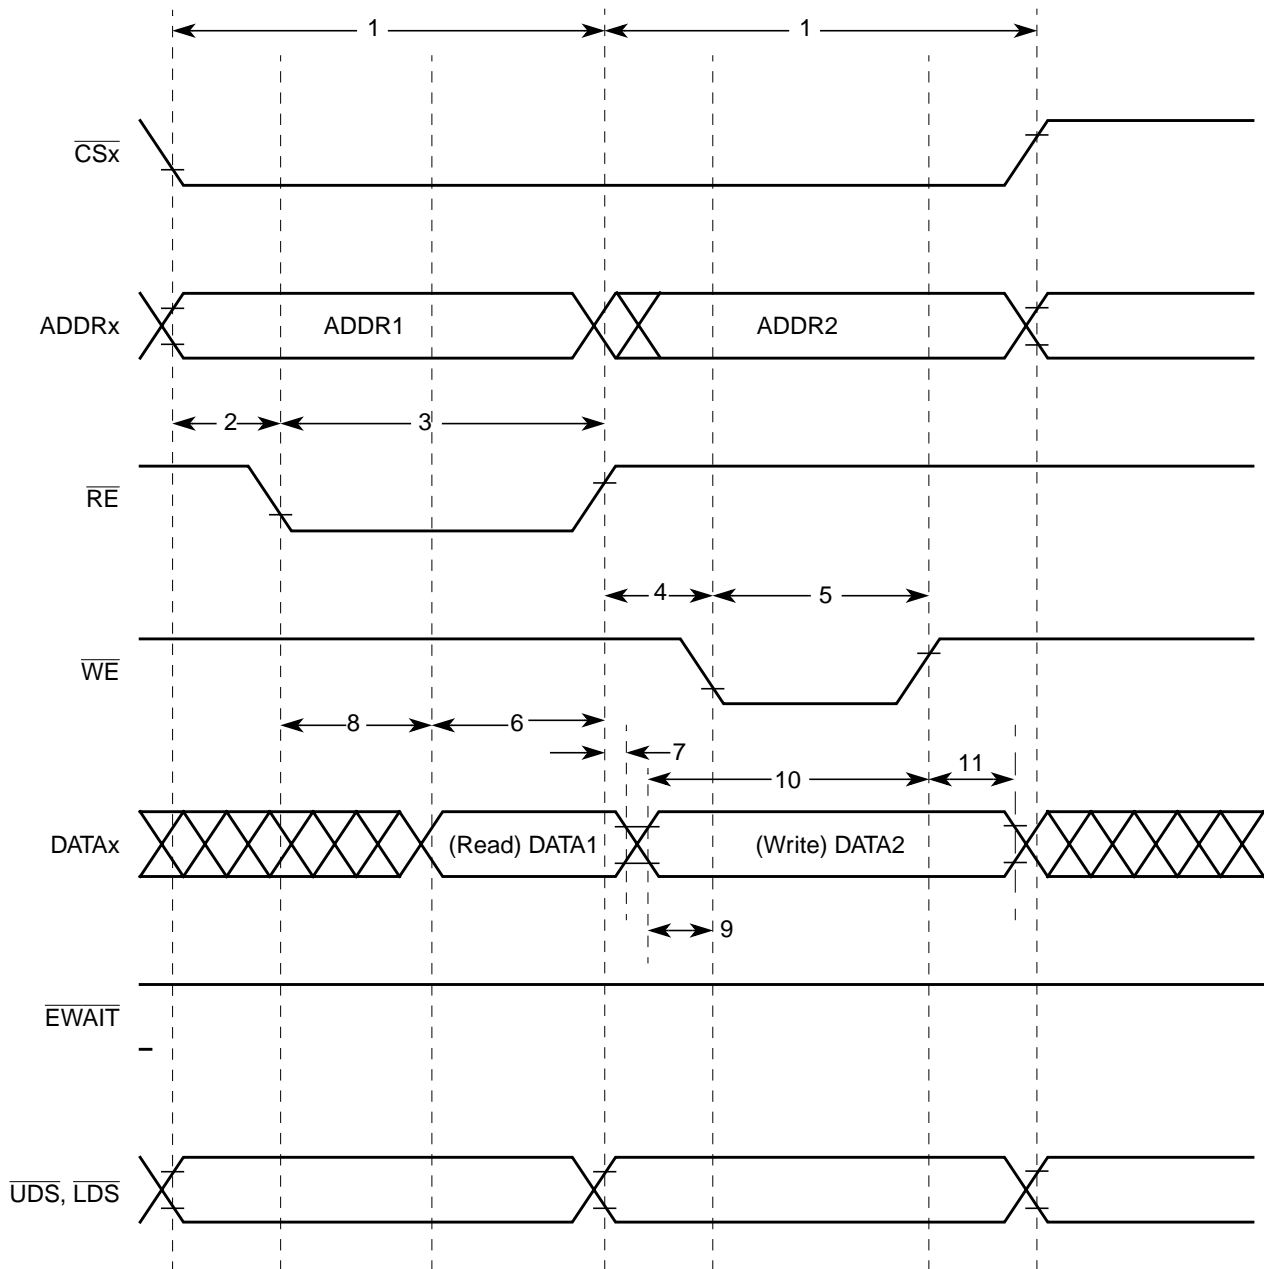 1 1
CSx
ADDRx ADDR1 ADDR2
2 3
RE
4 5
WE
8 6
7
10 11
DATAx (Read) DATA1 (Write) DATA2
9
EWAIT
UDS, LDS